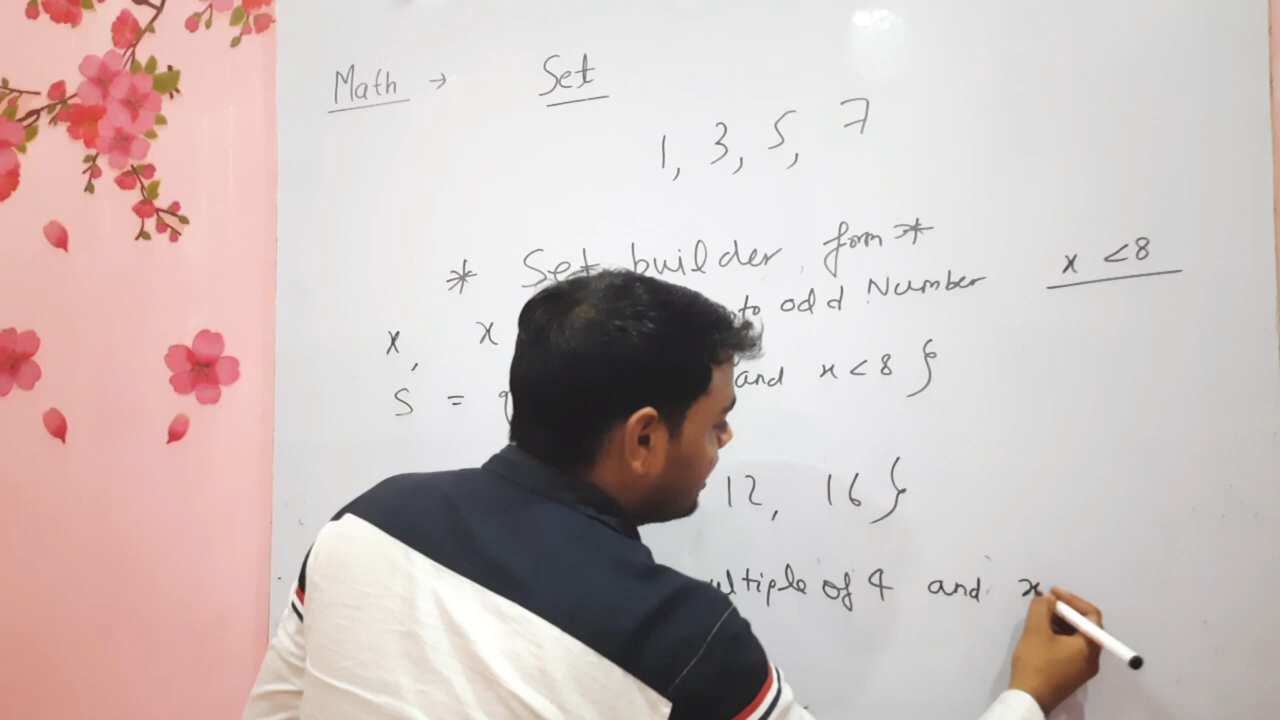 Math → Set
1, 3, 5, 7
* Set builder form *
x < 8
x, x to odd Number
S = { and x < 8 }
12, 16 }
ultiple of 4 and x